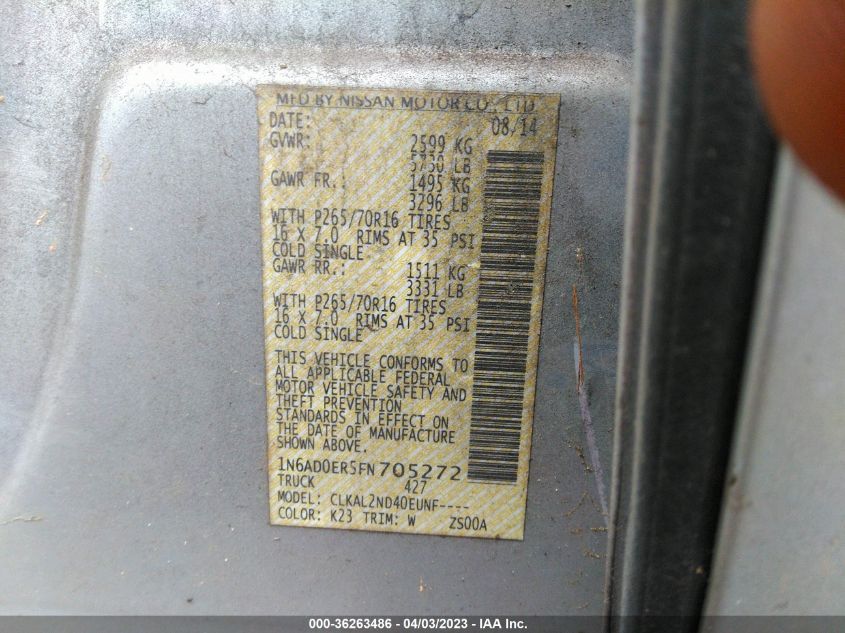 MFD BY NISSAN MOTOR CO., LTD.
DATE: 08/14
GVWR: 2599 KG
5730 LB
GAWR FR.: 1495 KG
3296 LB
WITH P265/70R16 TIRES
16 X 7.0 RIMS AT 35 PSI
COLD SINGLE
GAWR RR.: 1511 KG
3331 LB
WITH P265/70R16 TIRES
16 X 7.0 RIMS AT 35 PSI
COLD SINGLE
THIS VEHICLE CONFORMS TO
ALL APPLICABLE FEDERAL
MOTOR VEHICLE SAFETY AND
THEFT PREVENTION
STANDARDS IN EFFECT ON
THE DATE OF MANUFACTURE
SHOWN ABOVE.
1N6AD0ER5FN705272
TRUCK 427
MODEL: CLKAL2ND40EUNF----
COLOR: K23 TRIM: W ZS00A
000-36263486 - 04/03/2023 - IAA Inc.